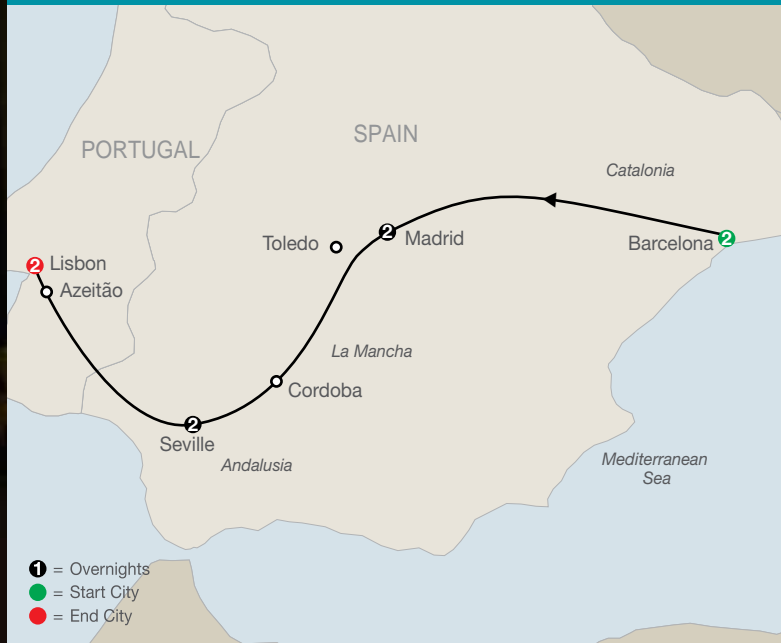 PORTUGAL
SPAIN
Catalonia
Toledo
2 Madrid
Barcelona 2
2 Lisbon
Azeitão
La Mancha
Cordoba
2
Seville
Andalusia
Mediterranean
Sea
1 = Overnights
= Start City
= End City